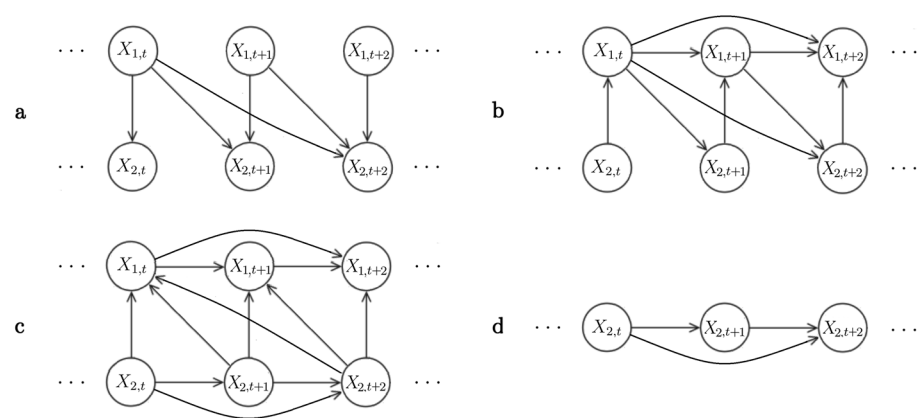 ··· X1,t X1,t+1 X1,t+2 ···
a
··· X2,t X2,t+1 X2,t+2 ···
··· X1,t X1,t+1 X1,t+2 ···
b
··· X2,t X2,t+1 X2,t+2 ···
··· X1,t X1,t+1 X1,t+2 ···
c
··· X2,t X2,t+1 X2,t+2 ···
d ··· X2,t X2,t+1 X2,t+2 ···